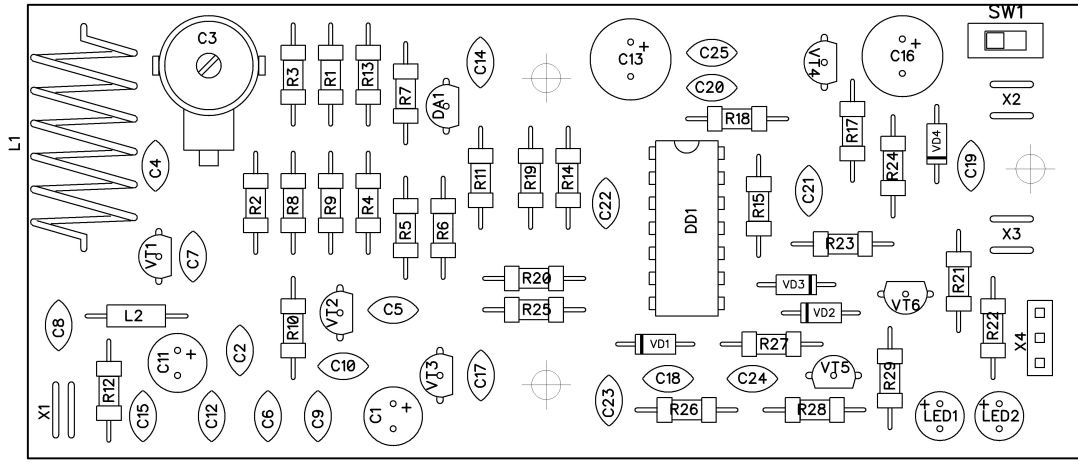 SW1
C3
R3
R1
R13
R7
C14
DA1
C13
C25
C20
R18
VT4
C16
X2
L1
C4
R17
R24
VD4
C19
R2
R8
R9
R4
R5
R6
R11
R19
R14
C22
DD1
R15
C21
R23
X3
VT1
C7
R20
R25
VD3
VD2
VT6
R21
R22
C8
L2
R10
VT2
C5
X4
C11
C2
C10
VT3
C17
VD1
R27
VT5
R29
C18
C24
X1
R12
C15
C12
C6
C9
C1
C23
R26
R28
LED1
LED2